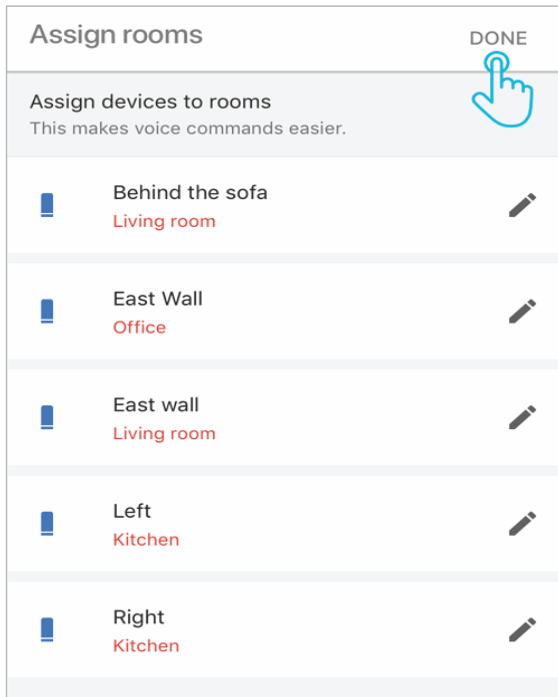 Assign rooms
DONE
Assign devices to rooms
This makes voice commands easier.
Behind the sofa
Living room
East Wall
Office
East wall
Living room
Left
Kitchen
Right
Kitchen